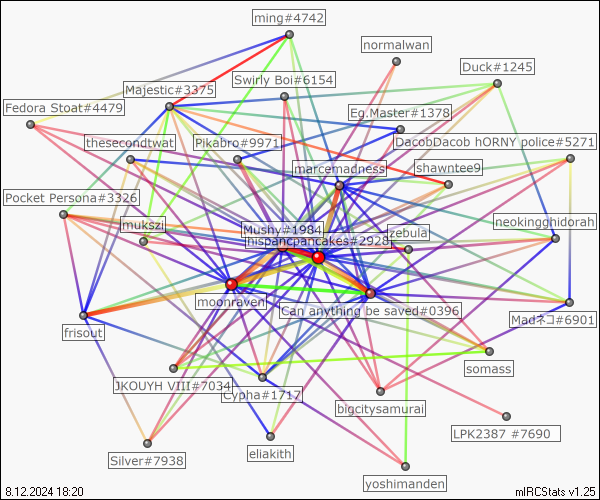 ming#4742
normalwan
Duck#1245
Swirly Boi#6154
Majestic#3375
Fedora Stoat#4479
Eg.Master#1378
thesecondtwat
Pikabro#9971
DacobDacob hORNY police#5271
marcemadness
shawntee9
Pocket Persona#3326
mukszi
Mushy#1984
hispancpancakes#2928
zebula
neokingghidorah
moonraven
Can anything be saved#0396
Madネコ#6901
frisout
somass
JKOUYH VIII#7034
Cypha#1717
bigcitysamurai
LPK2387 #7690
Silver#7938
eliakith
yoshimanden
8.12.2024 18:20
mIRCStats v1.25